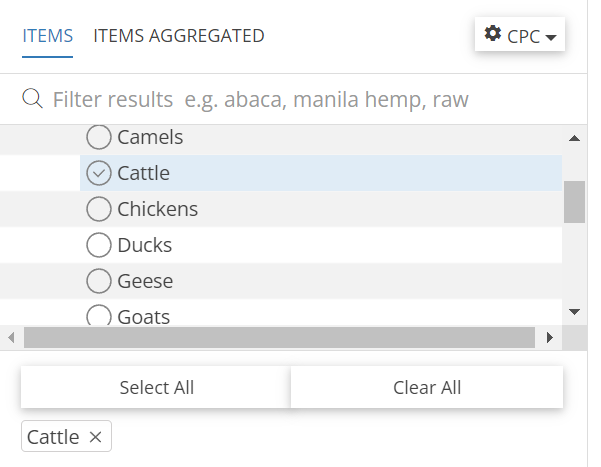 ITEMS ITEMS AGGREGATED CPC
Filter results e.g. abaca, manila hemp, raw
Camels
Cattle
Chickens
Ducks
Geese
Goats
Select All Clear All
Cattle ×